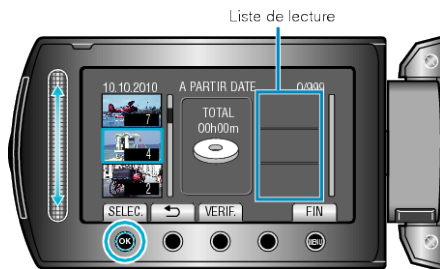 Liste de lecture
10.10.2010 A PARTIR DATE 0/999
7
TOTAL
00h00m
4
2
SELEC. VERIF. FIN
OK MENU